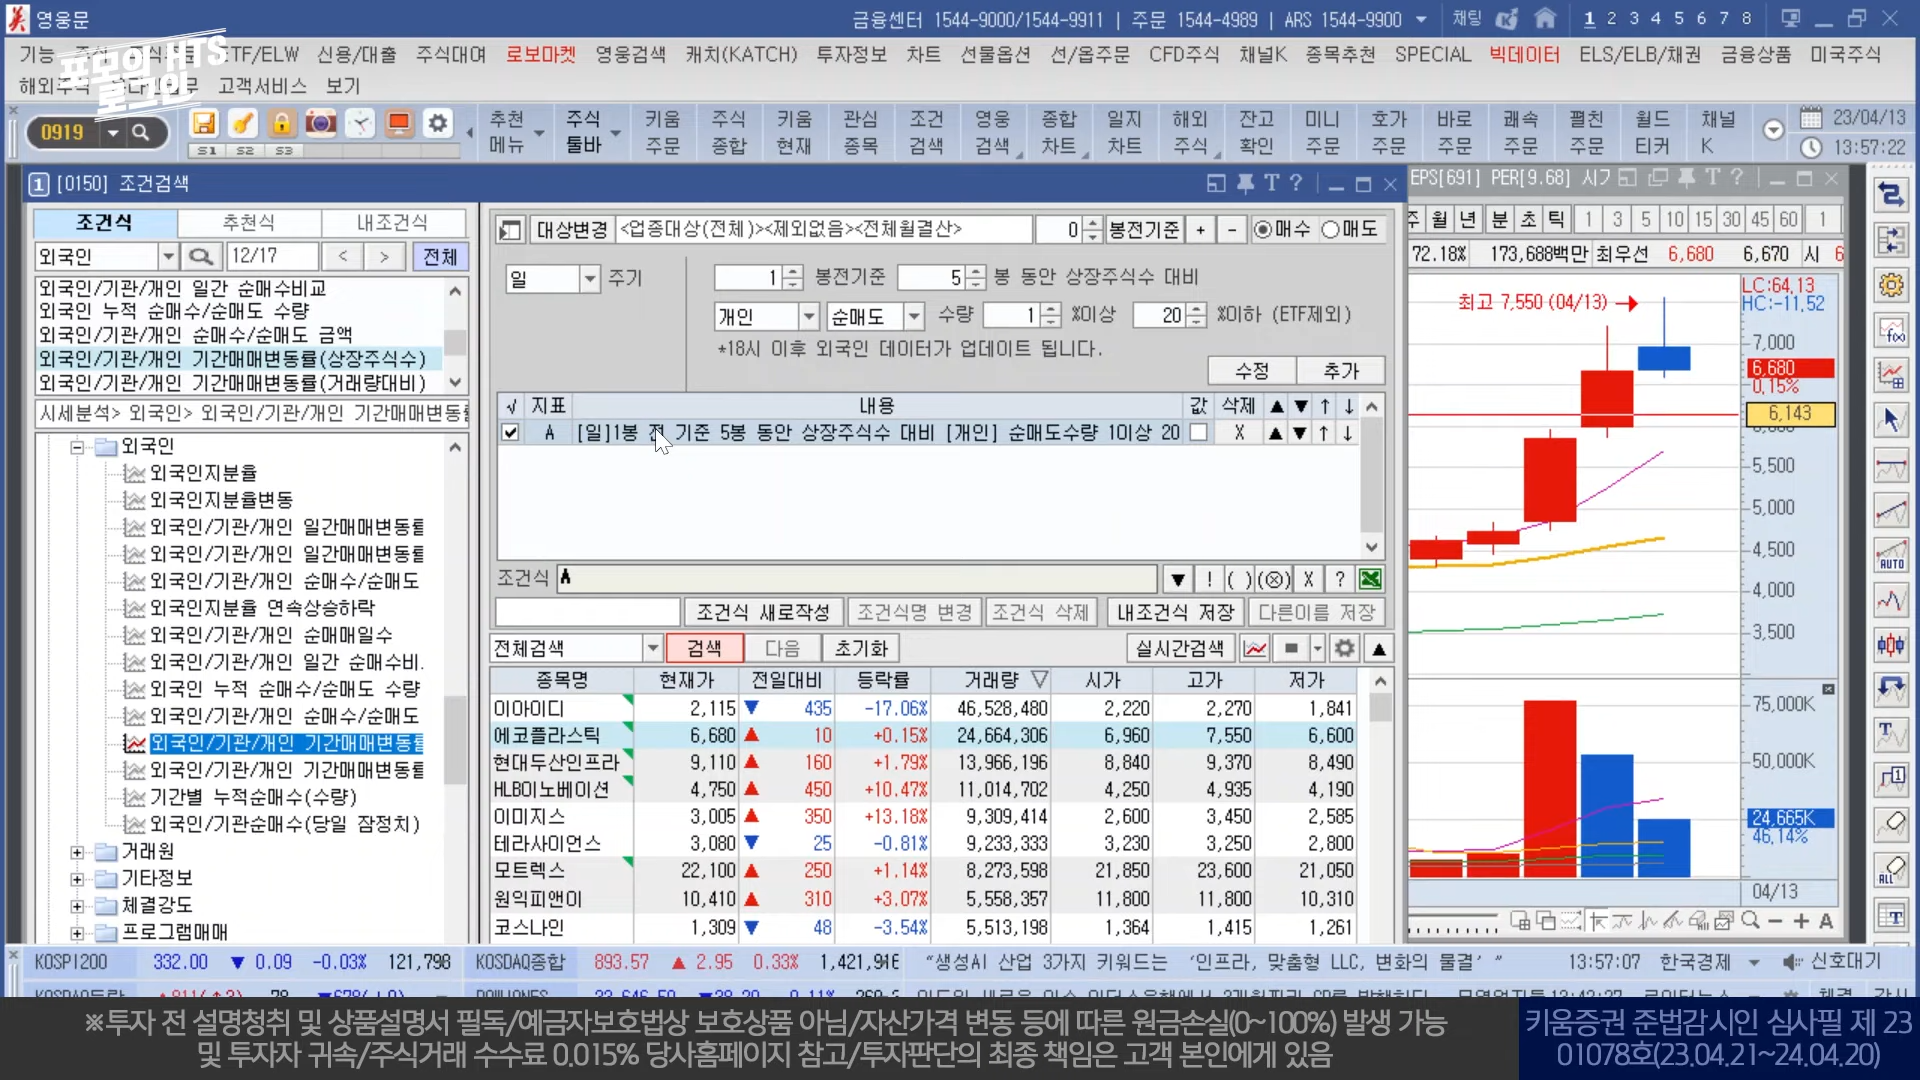 영웅문
금융센터 1544-9000/1544-9911 | 주문 1544-4989 | ARS 1544-9900
채팅
1 2 3 4 5 6 7 8
포모의 HTS
로그인
기능 ETF/ELW 신용/대출 주식대여 로보마켓 영웅검색 캐치(KATCH) 투자정보 차트 선물옵션 선/옵주문 CFD주식 채널K 종목추천 SPECIAL 빅데이터 ELS/ELB/채권 금융상품 미국주식
해외주식 고객서비스 보기
0919
S1 S2 S3
추천 메뉴
주식 툴바
키움 주문
주식 종합
키움 현재
관심 종목
조건 검색
영웅 검색
종합 차트
일지 차트
해외 주식
잔고 확인
미니 주문
호가 주문
바로 주문
쾌속 주문
펼친 주문
월드 티커
채널 K
23/04/13
13:57:22
1 [0150] 조건검색
EPS[691] PER[9.68] 시가
조건식 추천식 내조건식
외국인 12/17 < > 전체
외국인/기관/개인 일간 순매수비교
외국인 누적 순매수/순매도 수량
외국인/기관/개인 순매수/순매도 금액
외국인/기관/개인 기간매매변동률(상장주식수)
외국인/기관/개인 기간매매변동률(거래량대비)
시세분석> 외국인> 외국인/기관/개인 기간매매변동률
외국인
외국인지분율
외국인지분율변동
외국인/기관/개인 일간매매변동률
외국인/기관/개인 일간매매변동률
외국인/기관/개인 순매수/순매도
외국인지분율 연속상승하락
외국인/기관/개인 순매매일수
외국인/기관/개인 일간 순매수비.
외국인 누적 순매수/순매도 수량
외국인/기관/개인 순매수/순매도
외국인/기관/개인 기간매매변동률
외국인/기관/개인 기간매매변동률
기간별 누적순매수(수량)
외국인/기관순매수(당일 잠정치)
거래원
기타정보
체결강도
프로그램매매
대상변경 <업종대상(전체)><제외없음><전체월결산> 0 봉전기준 + - 매수 매도
일 주기
1 봉전기준 5 봉 동안 상장주식수 대비
개인 순매도 수량 1 %이상 20 %이하 (ETF제외)
*18시 이후 외국인 데이터가 업데이트 됩니다.
수정 추가
√ 지표 내용 값 삭제 ▲ ▼ ↑ ↓
A [일]1봉 전 기준 5봉 동안 상장주식수 대비 [개인] 순매도수량 1이상 20 X ▲ ▼ ↑ ↓
조건식 A ▼ ! ( ) (⊗) X ?
조건식 새로작성 조건식명 변경 조건식 삭제 내조건식 저장 다른이름 저장
전체검색 검색 다음 초기화 실시간검색
종목명 현재가 전일대비 등락률 거래량 ▽ 시가 고가 저가
이아이디 2,115 ▼ 435 -17.06% 46,528,480 2,220 2,270 1,841
에코플라스틱 6,680 ▲ 10 +0.15% 24,664,306 6,960 7,550 6,600
현대두산인프라 9,110 ▲ 160 +1.79% 13,966,196 8,840 9,370 8,490
HLB이노베이션 4,750 ▲ 450 +10.47% 11,014,702 4,250 4,935 4,190
이미지스 3,005 ▲ 350 +13.18% 9,309,414 2,600 3,450 2,585
테라사이언스 3,080 ▼ 25 -0.81% 9,233,333 3,230 3,250 2,800
모트렉스 22,100 ▲ 250 +1.14% 8,273,598 21,850 23,600 21,050
원익피앤이 10,410 ▲ 310 +3.07% 5,558,357 11,800 11,800 10,310
코스나인 1,309 ▼ 48 -3.54% 5,513,198 1,364 1,415 1,261
주 월 년 분 초 틱 1 3 5 10 15 30 45 60 1
72.18% 173,688백만 최우선 6,680 6,670 시 6
최고 7,550 (04/13) →
LC:64.13
HC:-11.52
7,000
6,680
0.15%
6,143
6,000
5,500
5,000
4,500
4,000
3,500
75,000K
50,000K
24,665K
46.14%
04/13
f(x)
AUTO
ALL
KOSPI200 332.00 ▼ 0.09 -0.03% 121,798 KOSDAQ종합 893.57 ▲ 2.95 0.33% 1,421,916 “생성AI 산업 3가지 키워드는 ‘인프라, 맞춤형 LLC, 변화의 물결’ ” 13:57:07 한국경제 신호대기
※투자 전 설명청취 및 상품설명서 필독/예금자보호법상 보호상품 아님/자산가격 변동 등에 따른 원금손실(0~100%) 발생 가능
및 투자자 귀속/주식거래 수수료 0.015% 당사홈페이지 참고/투자판단의 최종 책임은 고객 본인에게 있음
키움증권 준법감시인 심사필 제 23
01078호(23.04.21~24.04.20)